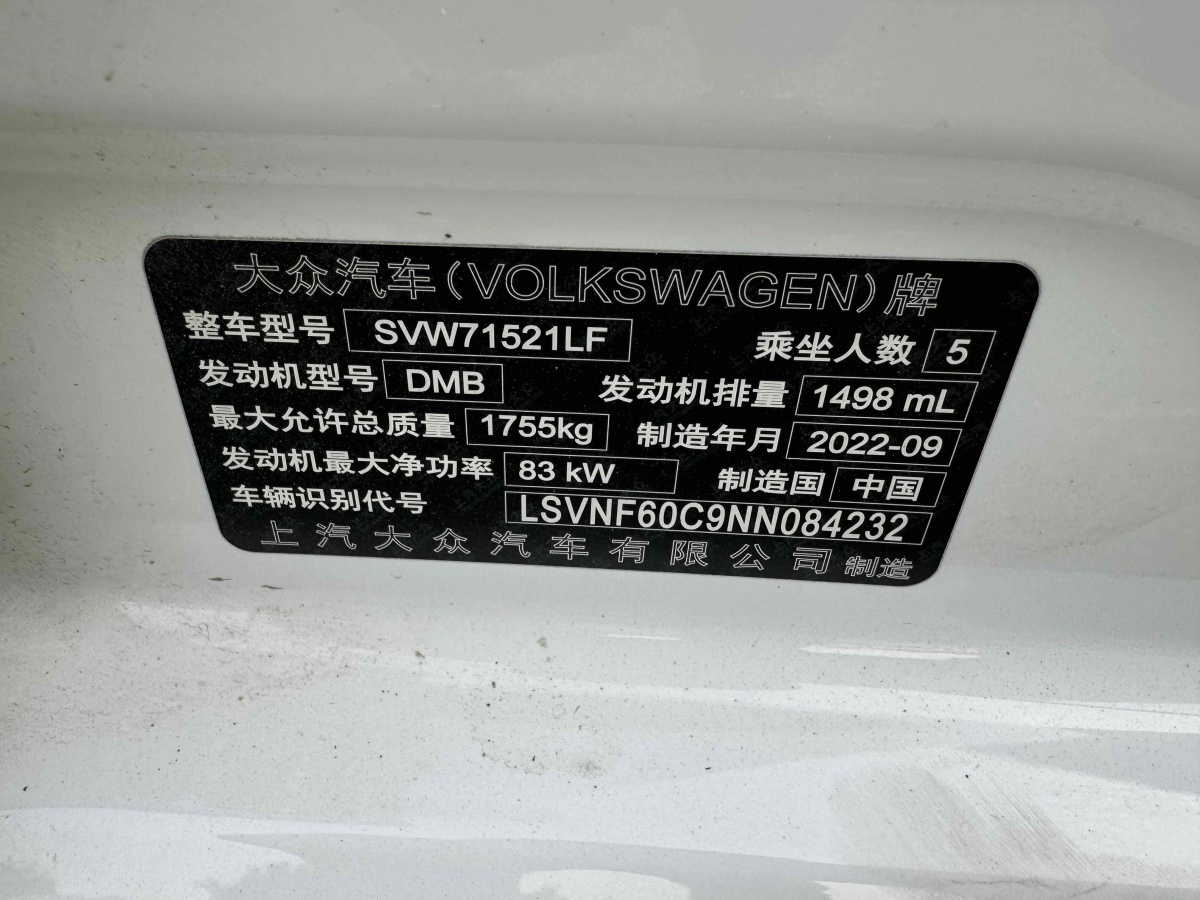 大众汽车(VOLKSWAGEN)牌
整车型号 SVW71521LF 乘坐人数 5
发动机型号 DMB 发动机排量 1498 mL
最大允许总质量 1755kg 制造年月 2022-09
发动机最大净功率 83 kW 制造国 中国
车辆识别代号 LSVNF60C9NN084232
上汽大众汽车有限公司 制造